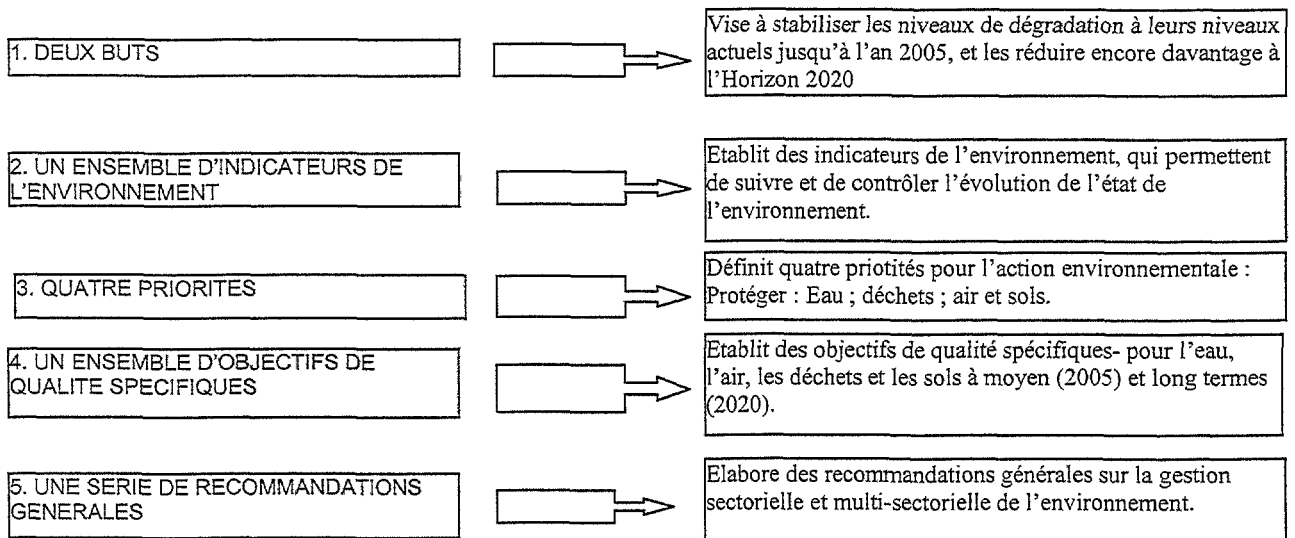 1. DEUX BUTS
Vise à stabiliser les niveaux de dégradation à leurs niveaux
actuels jusqu'à l'an 2005, et les réduire encore davantage à
l'Horizon 2020
2. UN ENSEMBLE D'INDICATEURS DE
L'ENVIRONNEMENT
Etablit des indicateurs de l'environnement, qui permettent
de suivre et de contrôler l'évolution de l'état de
l'environnement.
3. QUATRE PRIORITES
Définit quatre priotités pour l'action environnementale :
Protéger : Eau ; déchets ; air et sols.
4. UN ENSEMBLE D'OBJECTIFS DE
QUALITE SPECIFIQUES
Etablit des objectifs de qualité spécifiques- pour l'eau,
l'air, les déchets et les sols à moyen (2005) et long termes
(2020).
5. UNE SERIE DE RECOMMANDATIONS
GENERALES
Elabore des recommandations générales sur la gestion
sectorielle et multi-sectorielle de l'environnement.